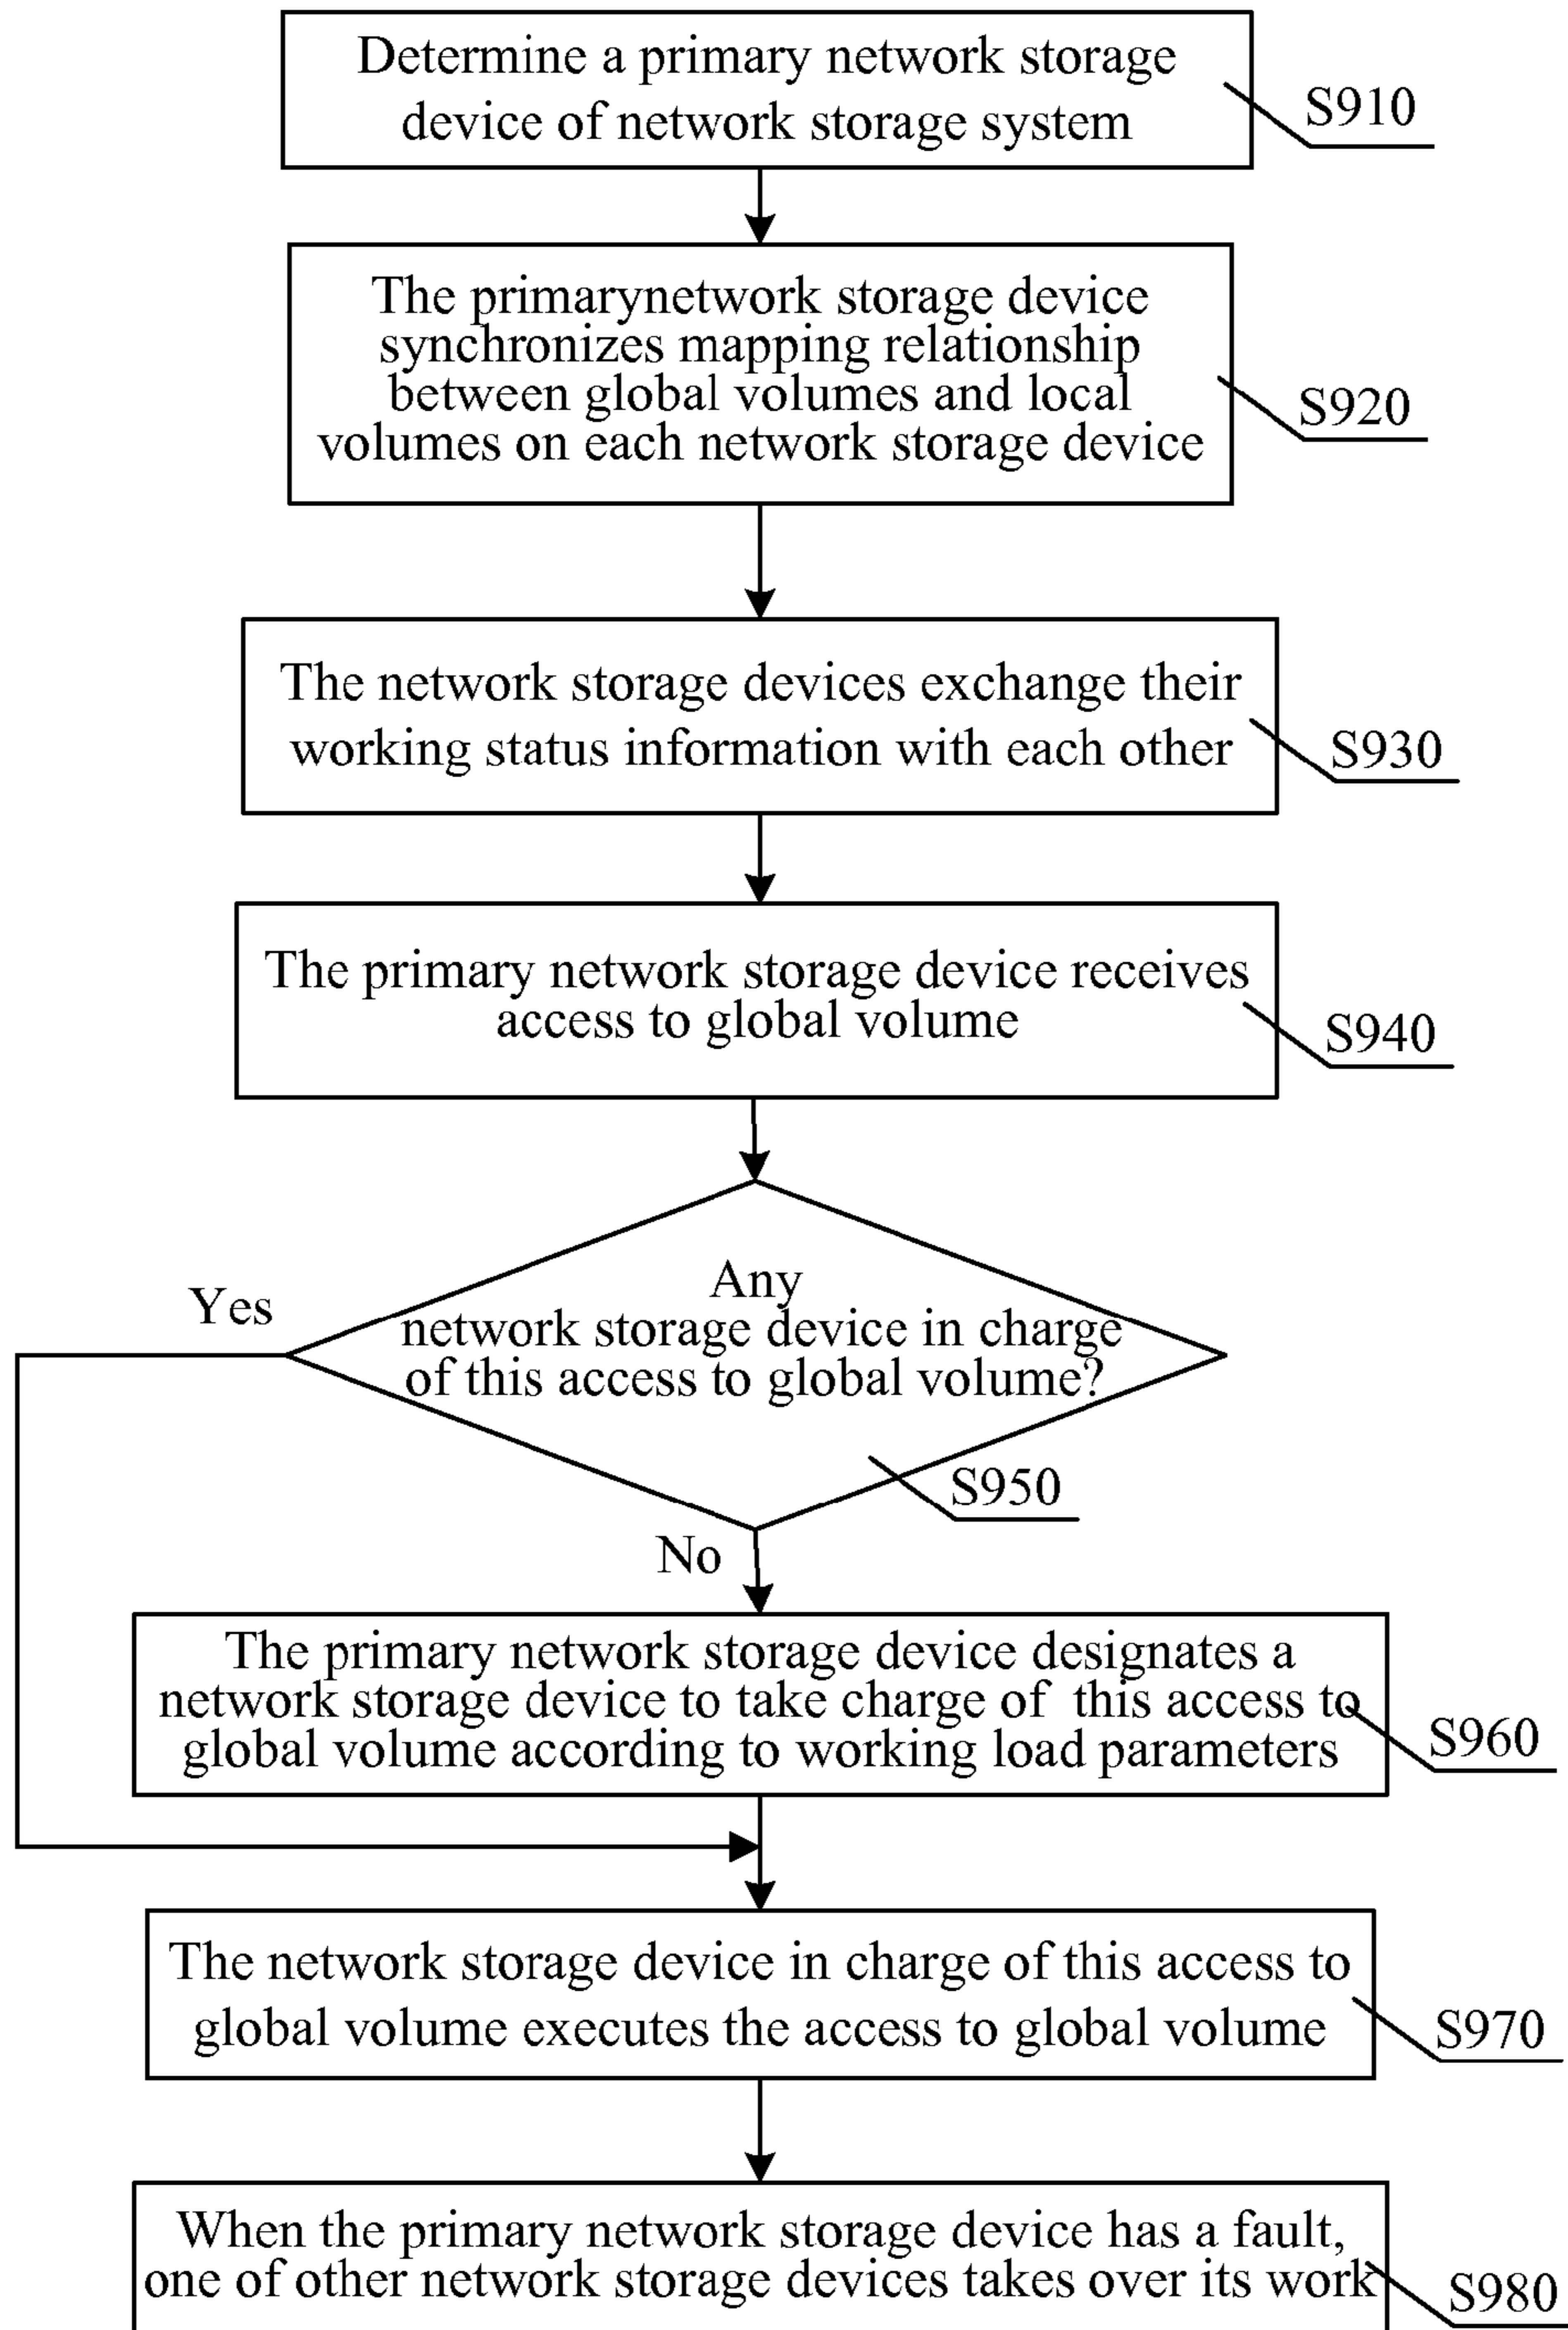 Determine a primary network storage
device of network storage system
S910
The primarynetwork storage device
synchronizes mapping relationship
between global volumes and local
volumes on each network storage device
S920
The network storage devices exchange their
working status information with each other
S930
The primary network storage device receives
access to global volume
S940
Any
network storage device in charge
of this access to global volume?
Yes
S950
No
The primary network storage device designates a
network storage device to take charge of this access to
global volume according to working load parameters
S960
The network storage device in charge of this access to
global volume executes the access to global volume
S970
When the primary network storage device has a fault,
one of other network storage devices takes over its work
S980